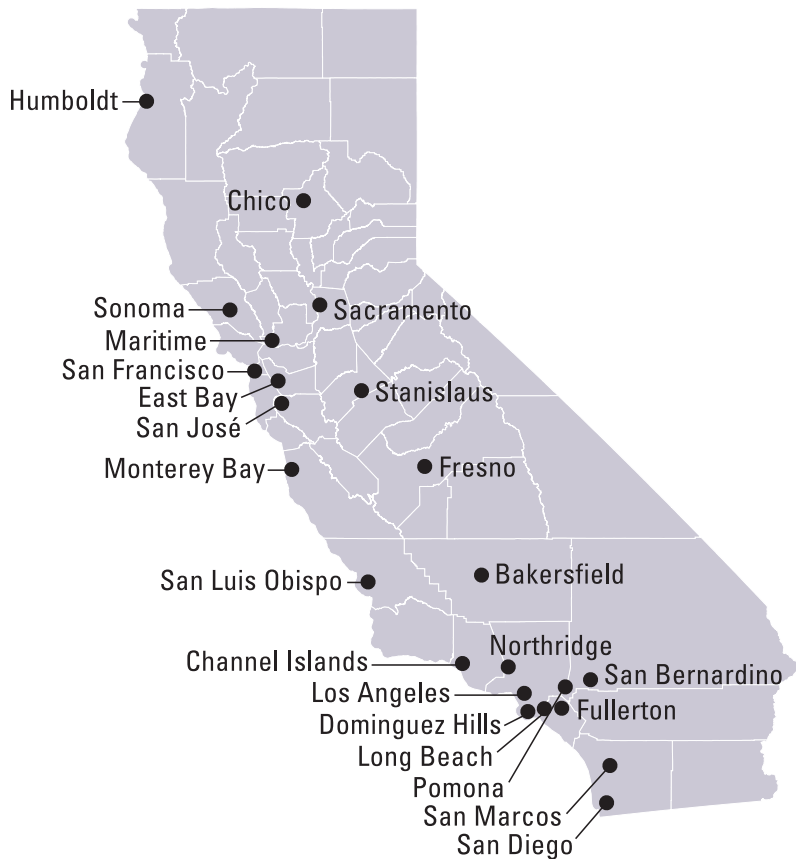 Humboldt
Chico
Sonoma
Sacramento
Maritime
San Francisco
East Bay
Stanislaus
San José
Monterey Bay
Fresno
San Luis Obispo
Bakersfield
Northridge
Channel Islands
San Bernardino
Los Angeles
Fullerton
Dominguez Hills
Long Beach
Pomona
San Marcos
San Diego